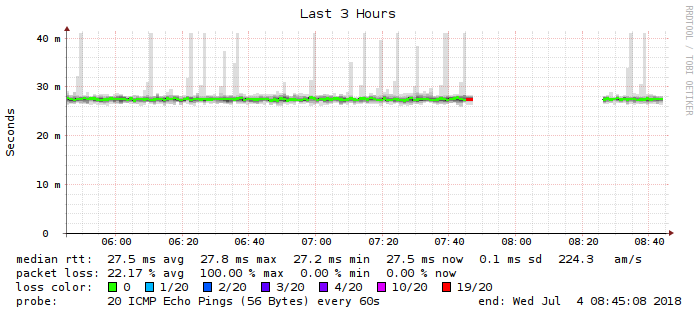 Last 3 Hours
RRDTOOL / TOBI OETIKER
Seconds
40 m
30 m
20 m
10 m
0
06:00 06:20 06:40 07:00 07:20 07:40 08:00 08:20 08:40
median rtt: 27.5 ms avg 27.8 ms max 27.2 ms min 27.5 ms now 0.1 ms sd 224.3 am/s
packet loss: 22.17 % avg 100.00 % max 0.00 % min 0.00 % now
loss color: 0 1/20 2/20 3/20 4/20 10/20 19/20
probe: 20 ICMP Echo Pings (56 Bytes) every 60s end: Wed Jul 4 08:45:08 2018